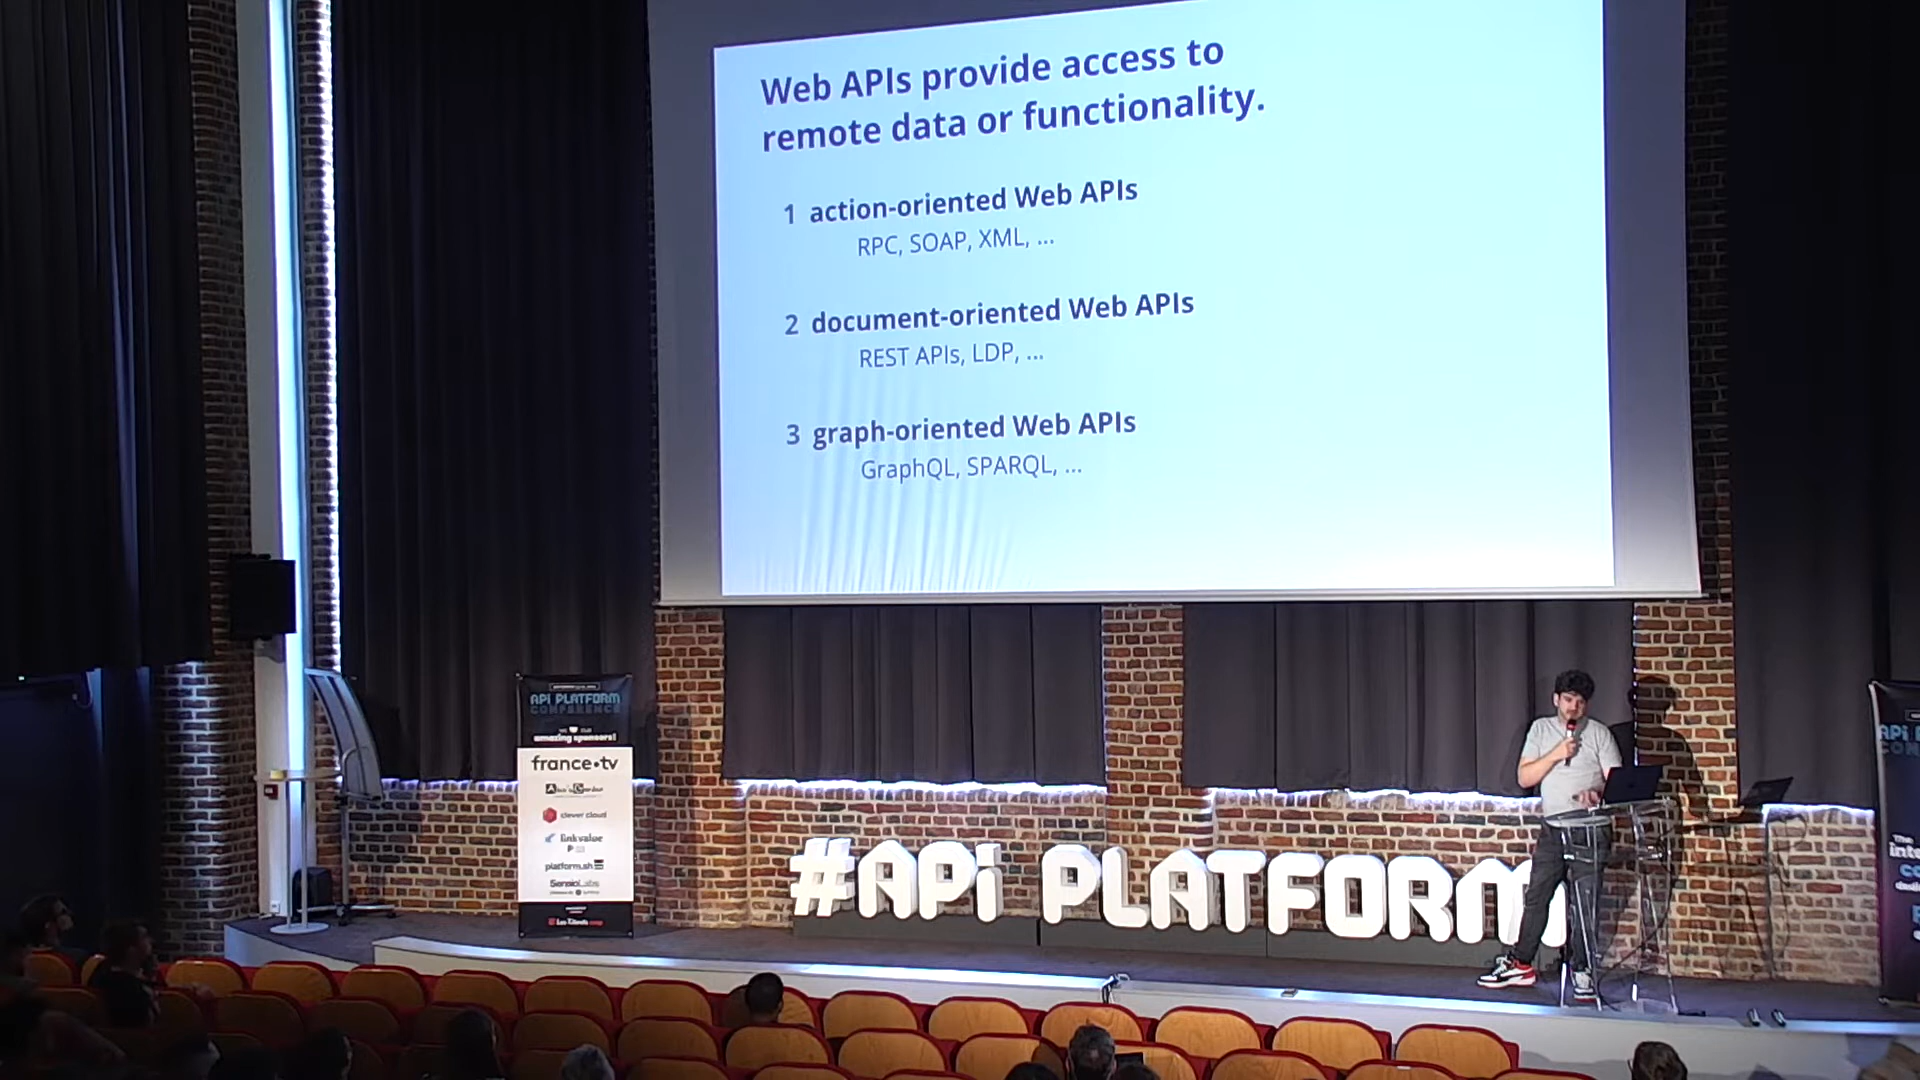 Web APIs provide access to
remote data or functionality.
1 action-oriented Web APIs
RPC, SOAP, XML, ...
2 document-oriented Web APIs
REST APIs, LDP, ...
3 graph-oriented Web APIs
GraphQL, SPARQL, ...
API PLATFORM
CONFERENCE
amazing sponsors!
france•tv
clever cloud
linkvalue
platform.sh
SensioLabs
#API PLATFORM